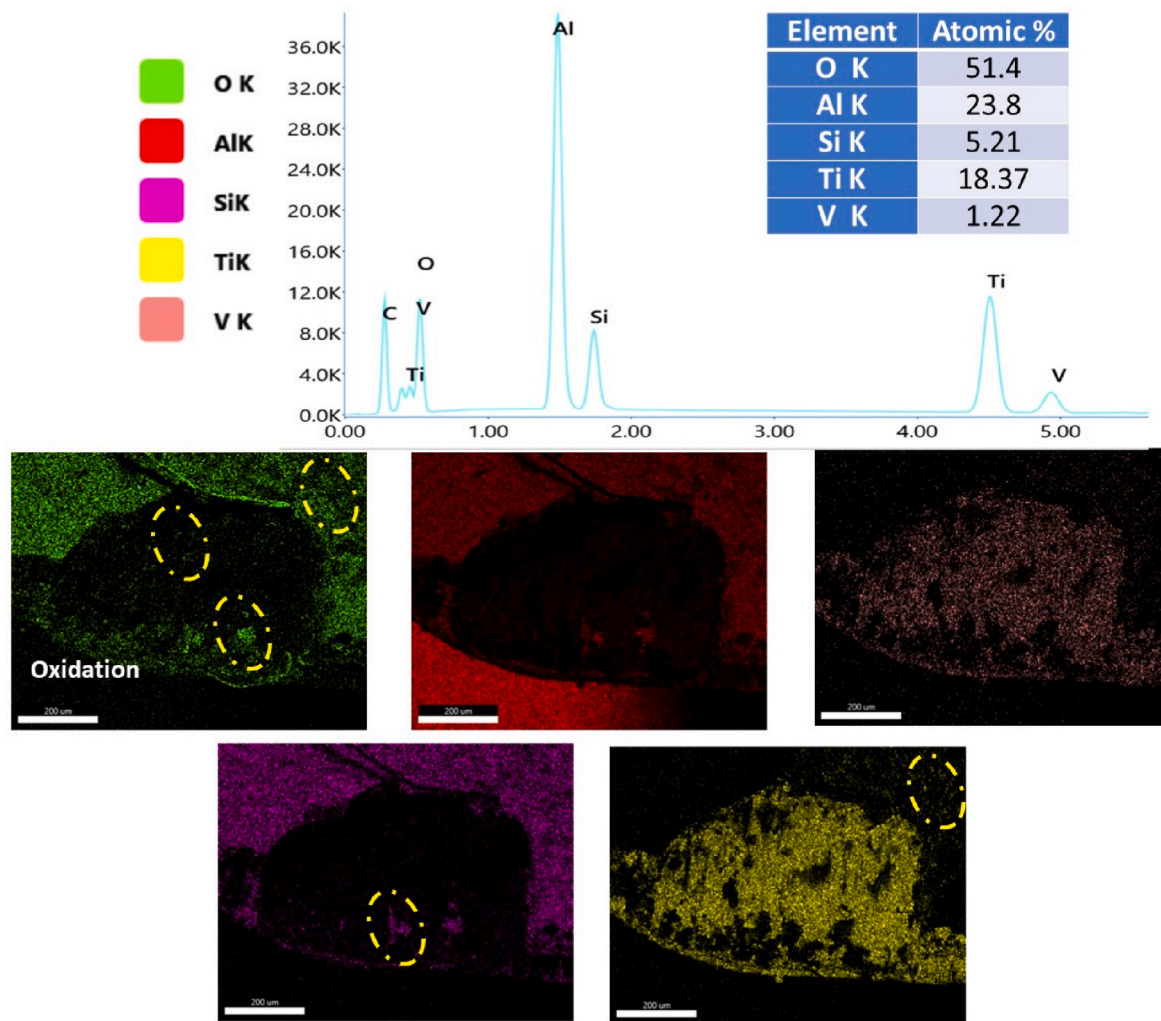 O K
AlK
SiK
TiK
V K
36.0K
32.0K
28.0K
24.0K
20.0K
16.0K
12.0K
8.0K
4.0K
0.0K
0.00
1.00
2.00
3.00
4.00
5.00
C
Ti
O
V
Al
Si
Ti
V
Element Atomic %
O K 51.4
Al K 23.8
Si K 5.21
Ti K 18.37
V K 1.22
Oxidation
200 um
200 um
200 um
200 um
200 um